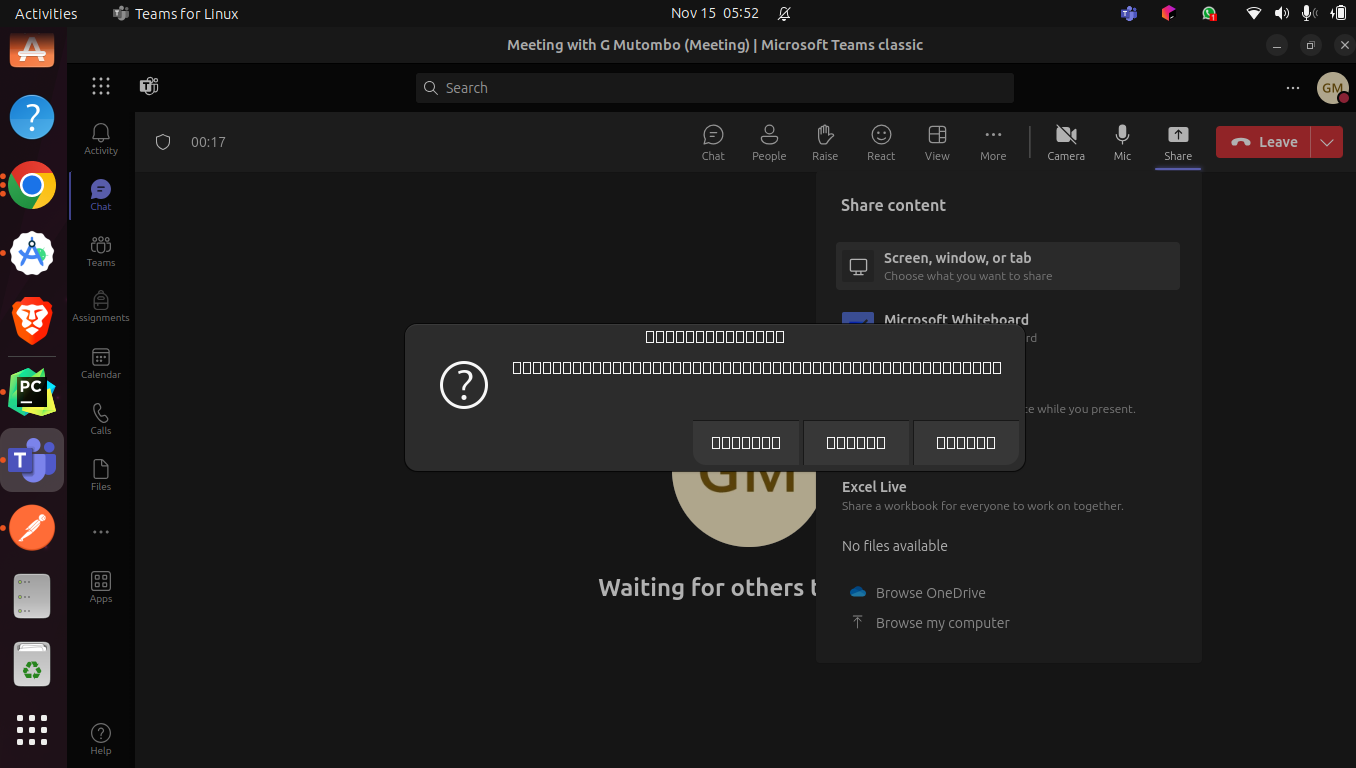 Activities
Teams for Linux
Nov 15 05:52
1
Meeting with G Mutombo (Meeting) | Microsoft Teams classic
Search
GM
00:17
Chat
People
Raise
React
View
More
Camera
Mic
Share
Leave
Activity
Chat
Teams
Assignments
Calendar
Calls
Files
Apps
Help
PC
T
Share content
Screen, window, or tab
Choose what you want to share
Microsoft Whiteboard
?
while you present.
GM
Excel Live
Share a workbook for everyone to work on together.
No files available
Waiting for others
Browse OneDrive
Browse my computer